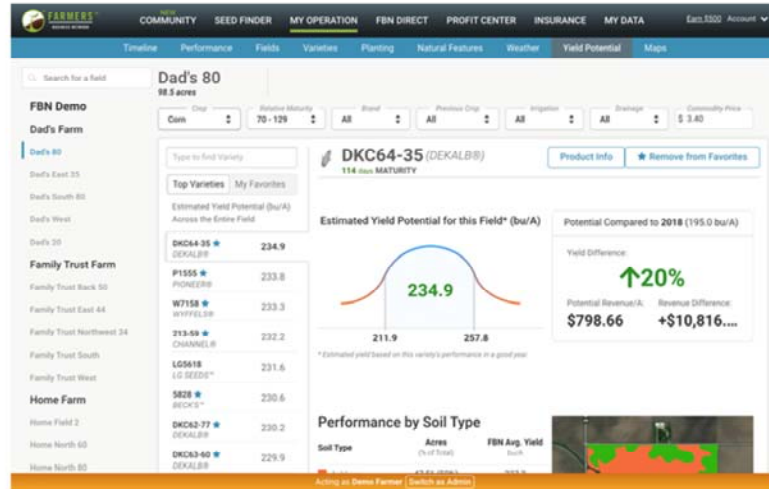 FARMERS
BUSINESS NETWORK
NEW
COMMUNITY SEED FINDER MY OPERATION FBN DIRECT PROFIT CENTER INSURANCE MY DATA Earn $500 Account
Timeline Performance Fields Varieties Planting Natural Features Weather Yield Potential Maps
Search for a field
Dad's 80
98.5 acres
Crop Relative Maturity Brand Previous Crop Irrigation Drainage Commodity Price
Corn 70 - 129 All All All All $ 3.40
FBN Demo
Dad's Farm
Dad's 80
Dad's East 35
Dad's South 80
Dad's West
Dad's 20
Family Trust Farm
Family Trust Back 50
Family Trust East 44
Family Trust Northwest 34
Family Trust South
Family Trust West
Home Farm
Home Field 2
Home North 60
Home North 80
Type to find Variety
Top Varieties My Favorites
Estimated Yield Potential (bu/A)
Across the Entire Field
DKC64-35 234.9
DEKALB®
P1555 233.8
PIONEER®
W7158 233.3
WYFFELS®
213-59 232.2
CHANNEL®
LG5618 231.6
LG SEEDS™
5828 230.6
BECK'S™
DKC62-77 230.2
DEKALB®
DKC63-60 229.9
DEKALB®
DKC64-35 (DEKALB®)
114 days MATURITY
Product Info Remove from Favorites
Estimated Yield Potential for this Field* (bu/A)
234.9
211.9 257.8
* Estimated yield based on this variety's performance in a good year.
Potential Compared to 2018 (195.0 bu/A)
Yield Difference:
20%
Potential Revenue/A: Revenue Difference:
$798.66 +$10,816....
Performance by Soil Type
Soil Type Acres FBN Avg. Yield
(% of Total) bu/A
Acting as Demo Farmer Switch as Admin